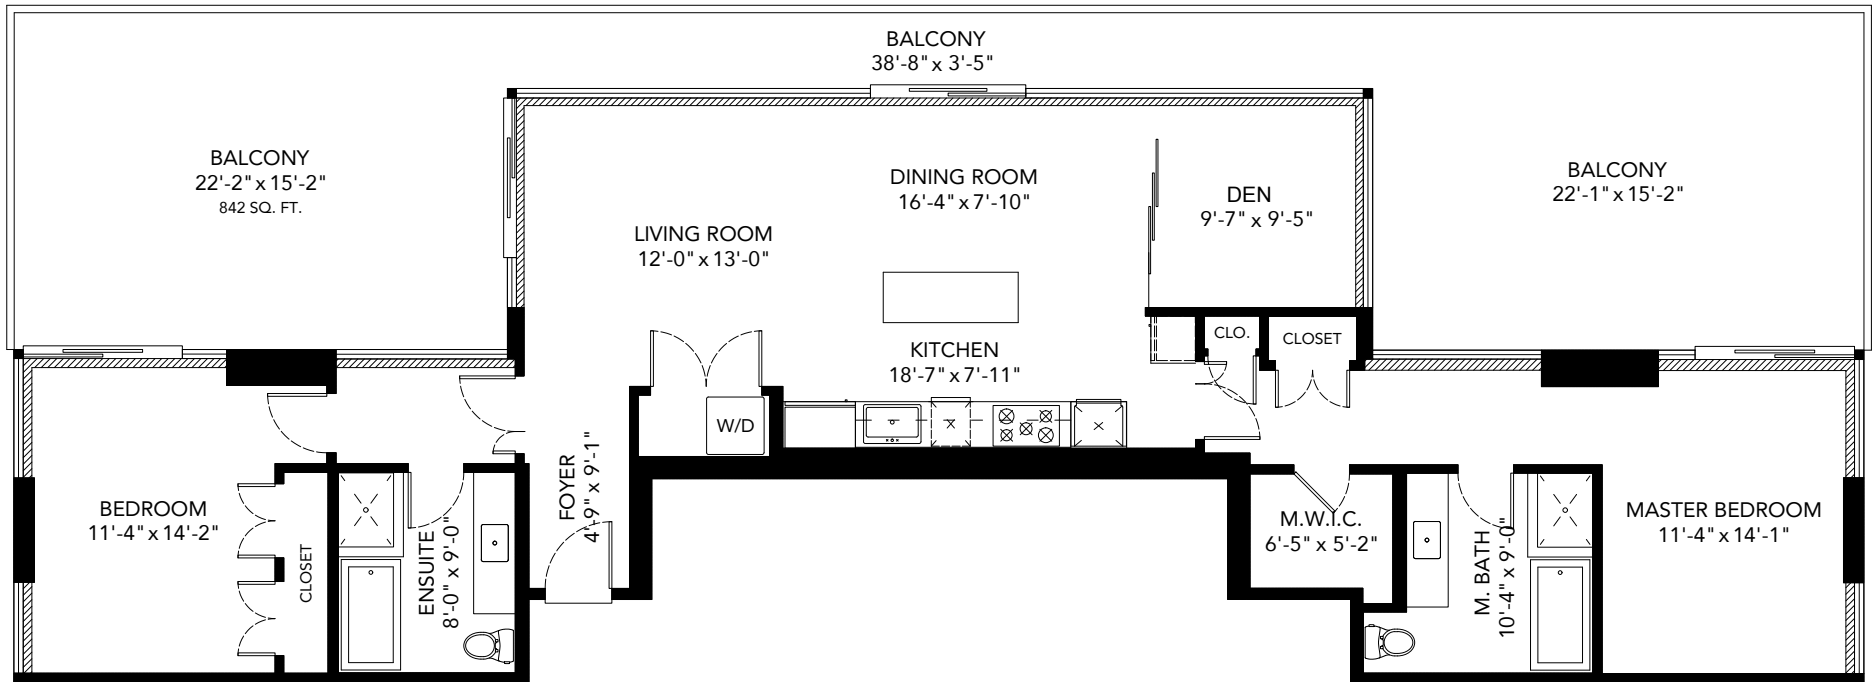 BALCONY
38'-8" x 3'-5"
BALCONY
22'-2" x 15'-2"
842 SQ. FT.
DINING ROOM
16'-4" x 7'-10"
DEN
9'-7" x 9'-5"
BALCONY
22'-1" x 15'-2"
LIVING ROOM
12'-0" x 13'-0"
KITCHEN
18'-7" x 7'-11"
CLO.
CLOSET
W/D
BEDROOM
11'-4" x 14'-2"
CLOSET
ENSUITE
8'-0" x 9'-0"
FOYER
4'-9" x 9'-1"
M.W.I.C.
6'-5" x 5'-2"
M. BATH
10'-4" x 9'-0"
MASTER BEDROOM
11'-4" x 14'-1"